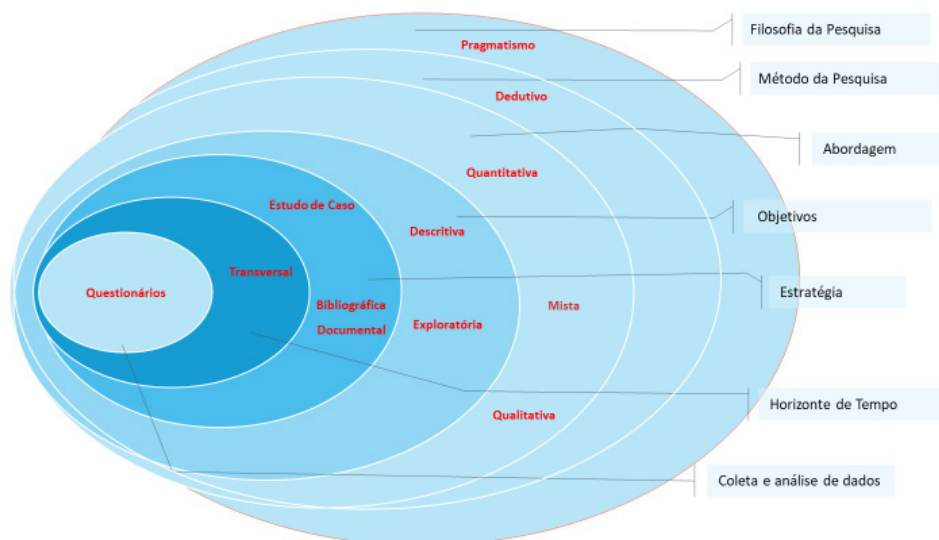 Filosofia da Pesquisa
Pragmatismo
Método da Pesquisa
Dedutivo
Abordagem
Quantitativa
Estudo de Caso
Objetivos
Descritiva
Transversal
Questionários
Estratégia
Bibliográfica
Mista
Documental
Exploratória
Horizonte de Tempo
Qualitativa
Coleta e análise de dados